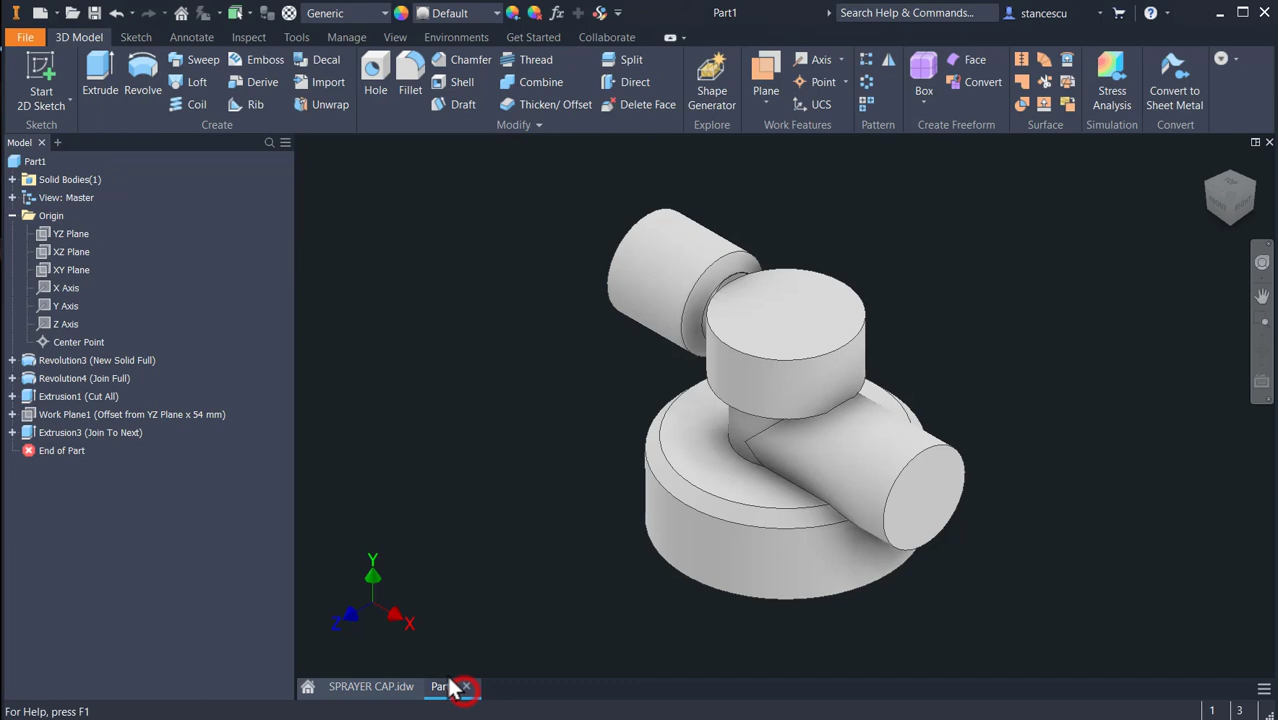 Generic
Default
fx
Part1
Search Help & Commands...
stancescu
File
3D Model
Sketch
Annotate
Inspect
Tools
Manage
View
Environments
Get Started
Collaborate
Start
2D Sketch
Extrude
Revolve
Sweep
Loft
Coil
Emboss
Derive
Rib
Decal
Import
Unwrap
Hole
Fillet
Chamfer
Shell
Draft
Thread
Combine
Thicken/ Offset
Split
Direct
Delete Face
Shape
Generator
Plane
Axis
Point
UCS
Box
Face
Convert
Stress
Analysis
Convert to
Sheet Metal
Sketch
Create
Modify
Explore
Work Features
Pattern
Create Freeform
Surface
Simulation
Convert
Model
Part1
Solid Bodies(1)
View: Master
Origin
YZ Plane
XZ Plane
XY Plane
X Axis
Y Axis
Z Axis
Center Point
Revolution3 (New Solid Full)
Revolution4 (Join Full)
Extrusion1 (Cut All)
Work Plane1 (Offset from YZ Plane x 54 mm)
Extrusion3 (Join To Next)
End of Part
Y
Z
X
SPRAYER CAP.idw
Par
For Help, press F1
1
3